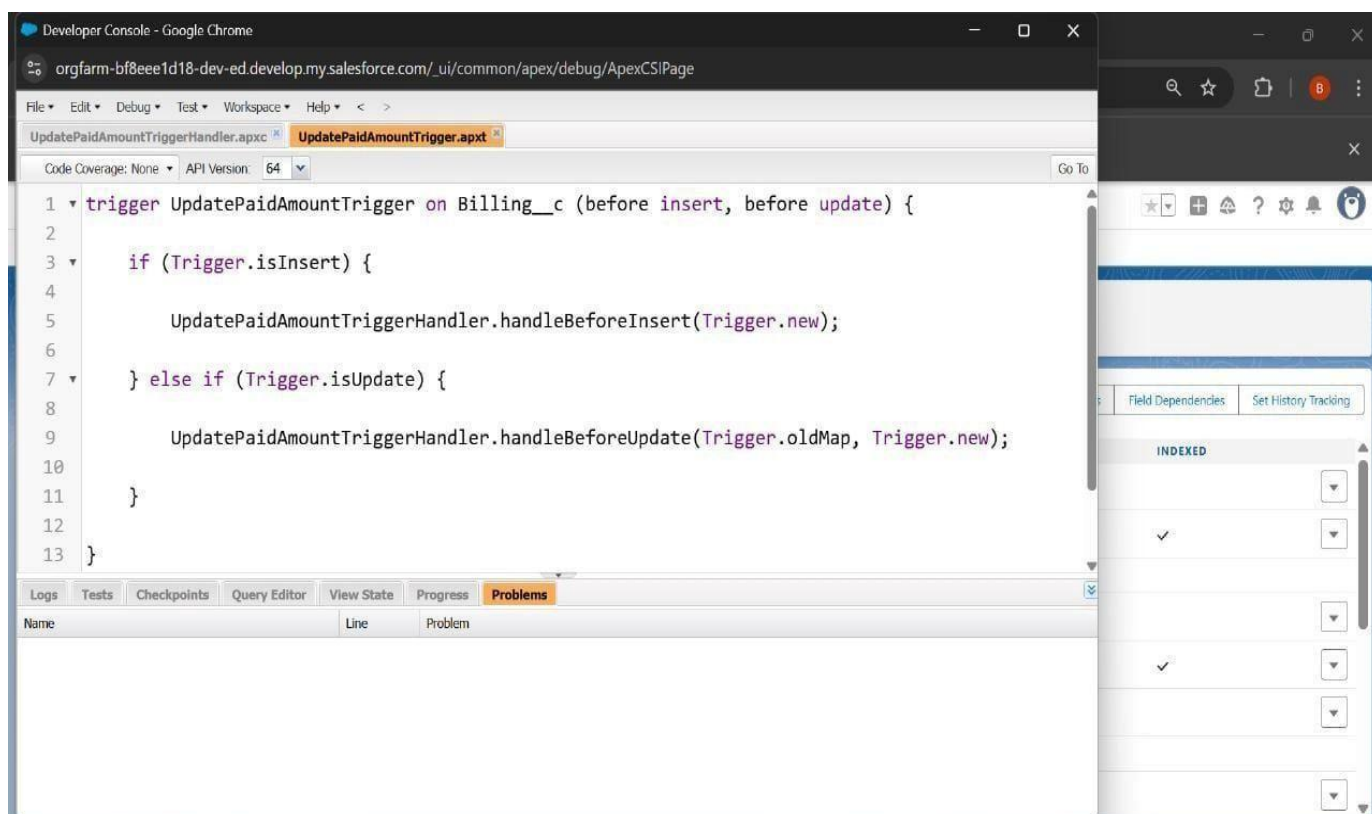 Developer Console - Google Chrome
orgfarm-bf8eee1d18-dev-ed.develop.my.salesforce.com/_ui/common/apex/debug/ApexCSIPage
B
File Edit Debug Test Workspace Help < >
UpdatePaidAmountTriggerHandler.apxc UpdatePaidAmountTrigger.apxt
Code Coverage: None API Version: 64 Go To
1 trigger UpdatePaidAmountTrigger on Billing__c (before insert, before update) {
2
3 if (Trigger.isInsert) {
4
5 UpdatePaidAmountTriggerHandler.handleBeforeInsert(Trigger.new);
6
7 } else if (Trigger.isUpdate) {
8
9 UpdatePaidAmountTriggerHandler.handleBeforeUpdate(Trigger.oldMap, Trigger.new);
10
11 }
12
13 }
Field Dependencies Set History Tracking
INDEXED
Logs Tests Checkpoints Query Editor View State Progress Problems
Name Line Problem